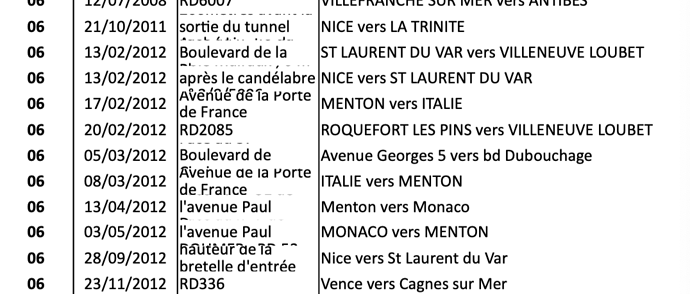 06 12/07/2008 RD6007 VILLEFRANCHE SUR MER vers ANTIBES
06 21/10/2011 sortie du tunnel NICE vers LA TRINITE
06 13/02/2012 Boulevard de la ST LAURENT DU VAR vers VILLENEUVE LOUBET
06 13/02/2012 après le candélabre NICE vers ST LAURENT DU VAR
06 17/02/2012 Avenue de la Porte de France MENTON vers ITALIE
06 20/02/2012 RD2085 ROQUEFORT LES PINS vers VILLENEUVE LOUBET
06 05/03/2012 Boulevard de Avenue Georges 5 vers bd Dubouchage
06 08/03/2012 Avenue de la Porte de France ITALIE vers MENTON
06 13/04/2012 l'avenue Paul Menton vers Monaco
06 03/05/2012 l'avenue Paul MONACO vers MENTON
06 28/09/2012 hauteur de la bretelle d'entrée Nice vers St Laurent du Var
06 23/11/2012 RD336 Vence vers Cagnes sur Mer